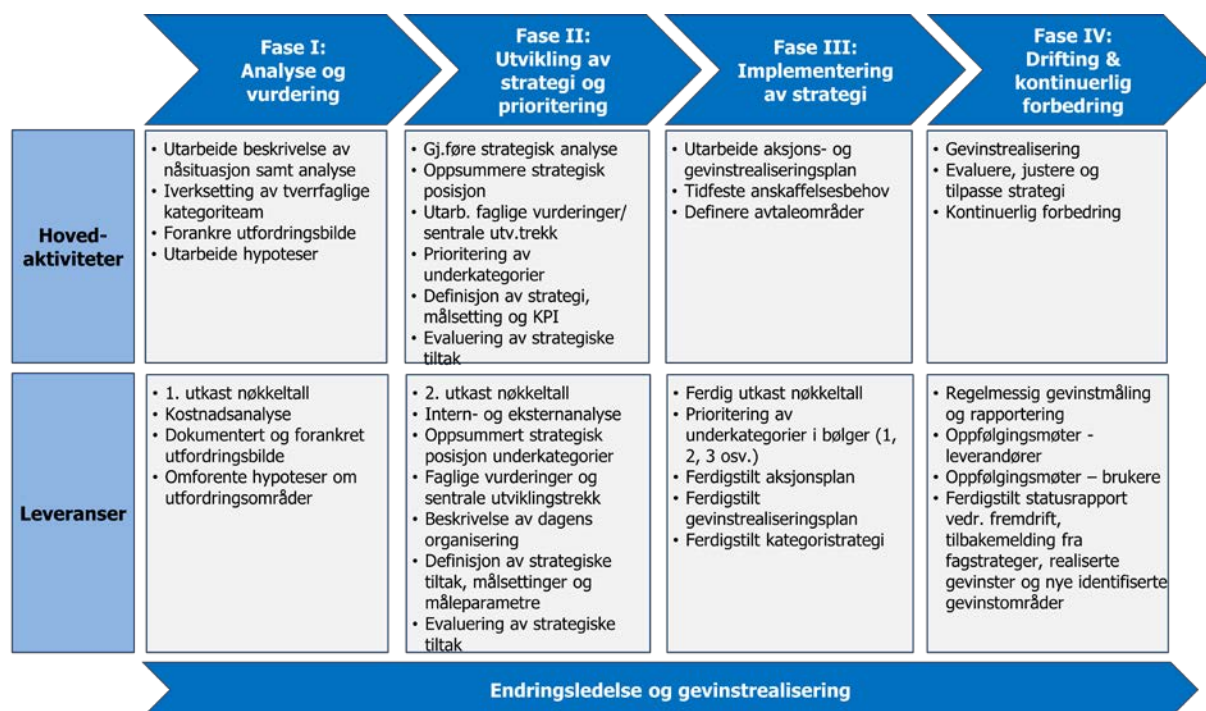 Fase I:
Analyse og
vurdering
Fase II:
Utvikling av
strategi og
prioritering
Fase III:
Implementering
av strategi
Fase IV:
Drifting &
kontinuerlig
forbedring
Hoved-
aktiviteter
• Utarbeide beskrivelse av
nåsituasjon samt analyse
• Iverksetting av tverrfaglige
kategoriteam
• Forankre utfordringsbilde
• Utarbeide hypoteser
• Gj.føre strategisk analyse
• Oppsummere strategisk
posisjon
• Utarb. faglige vurderinger/
sentrale utv.trekk
• Prioritering av
underkategorier
• Definisjon av strategi,
målsetting og KPI
• Evaluering av strategiske
tiltak
• Utarbeide aksjons- og
gevinstrealiseringsplan
• Tidfeste anskaffelsesbehov
• Definere avtaleområder
• Gevinstrealisering
• Evaluere, justere og
tilpasse strategi
• Kontinuerlig forbedring
Leveranser
• 1. utkast nøkkeltall
• Kostnadsanalyse
• Dokumentert og forankret
utfordringsbilde
• Omforente hypoteser om
utfordringsområder
• 2. utkast nøkkeltall
• Intern- og eksternanalyse
• Oppsummert strategisk
posisjon underkategorier
• Faglige vurderinger og
sentrale utviklingstrekk
• Beskrivelse av dagens
organisering
• Definisjon av strategiske
tiltak, målsettinger og
måleparametre
• Evaluering av strategiske
tiltak
• Ferdig utkast nøkkeltall
• Prioritering av
underkategorier i bølger (1,
2, 3 osv.)
• Ferdigstilt aksjonsplan
• Ferdigstilt
gevinstrealiseringsplan
• Ferdigstilt kategoristrategi
• Regelmessig gevinstmåling
og rapportering
• Oppfølgingsmøter -
leverandører
• Oppfølgingsmøter – brukere
• Ferdigstilt statusrapport
vedr. fremdrift,
tilbakemelding fra
fagstrateger, realiserte
gevinster og nye identifiserte
gevinstområder
Endringsledelse og gevinstrealisering